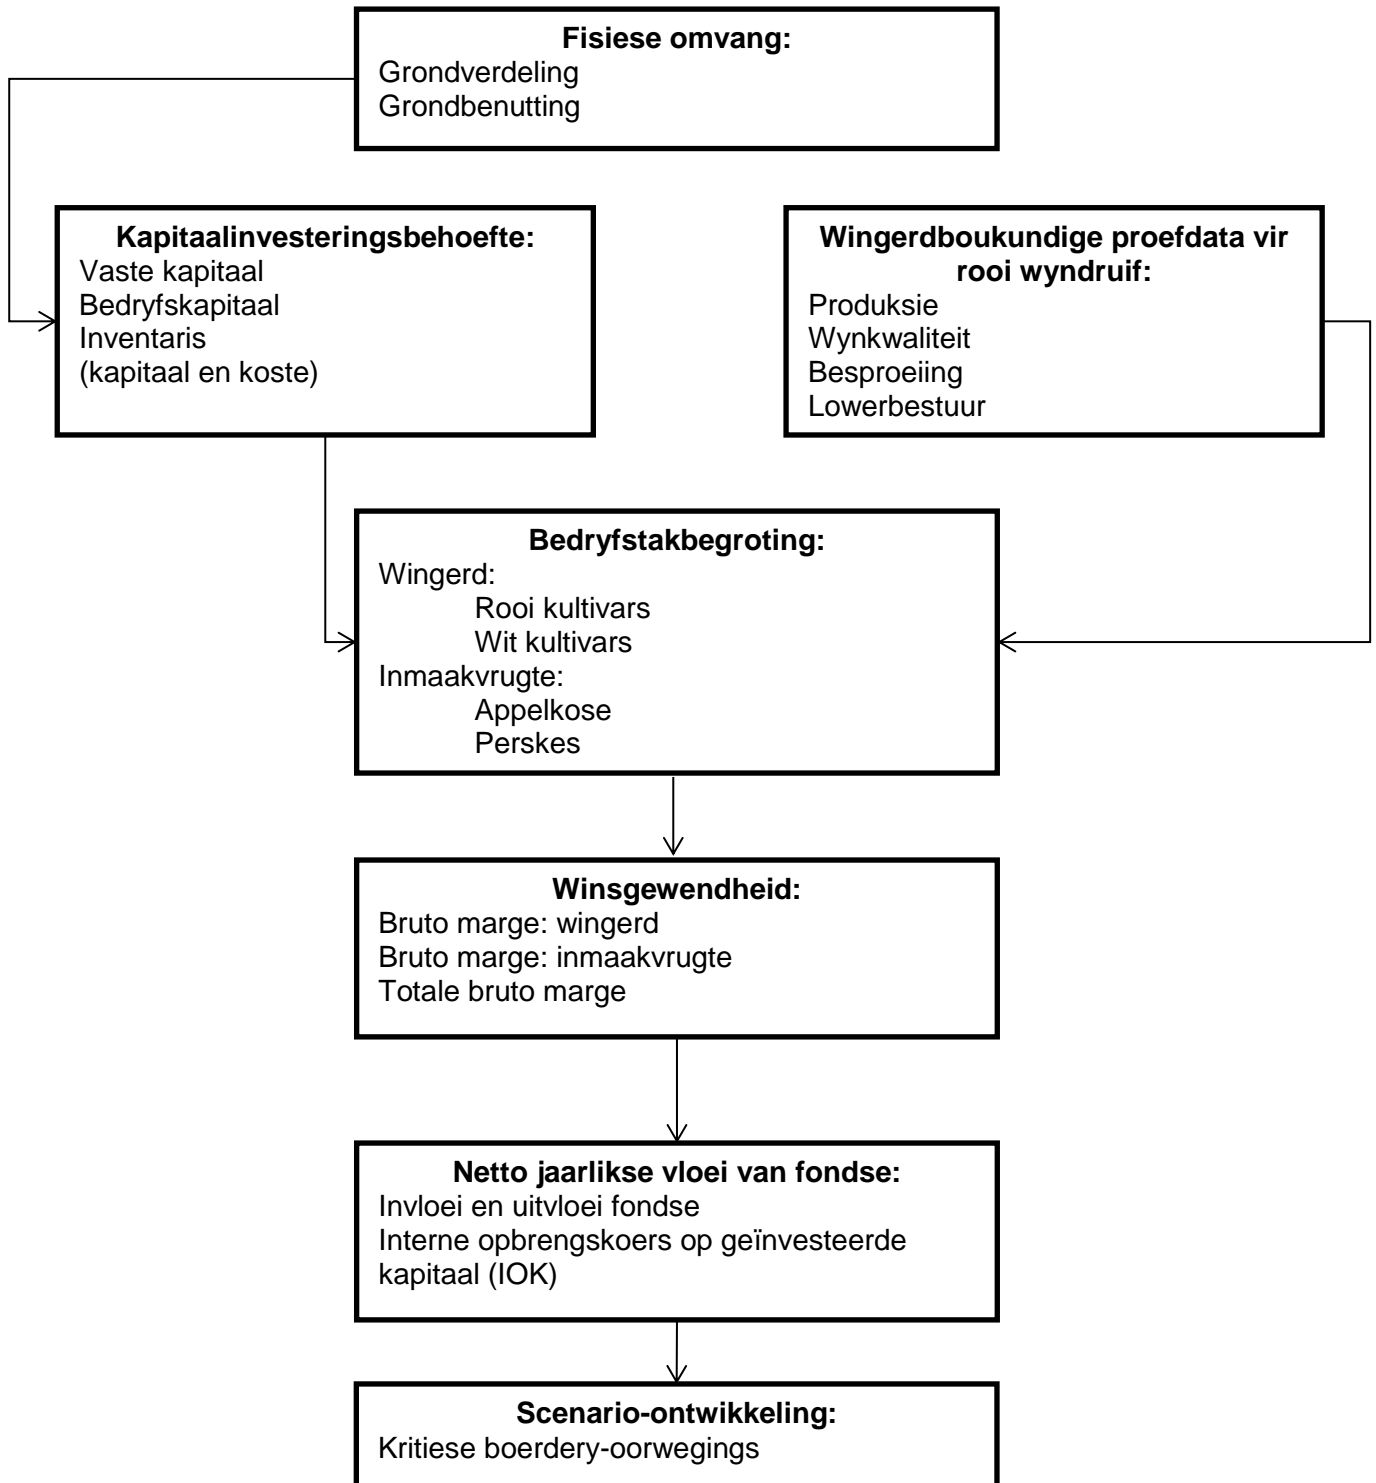 Fisiese omvang:
Grondverdeling
Grondbenutting
Kapitaalinvesteringsbehoefte:
Vaste kapitaal
Bedryfskapitaal
Inventaris
(kapitaal en koste)
Wingerdboukundige proefdata vir
rooi wyndruif:
Produksie
Wynkwaliteit
Besproeiing
Lowerbestuur
Bedryfstakbegroting:
Wingerd:
Rooi kultivars
Wit kultivars
Inmaakvrugte:
Appelkose
Perskes
Winsgewendheid:
Bruto marge: wingerd
Bruto marge: inmaakvrugte
Totale bruto marge
Netto jaarlikse vloei van fondse:
Invloei en uitvloei fondse
Interne opbrengskoers op geïnvesteerde
kapitaal (IOK)
Scenario-ontwikkeling:
Kritiese boerdery-oorwegings